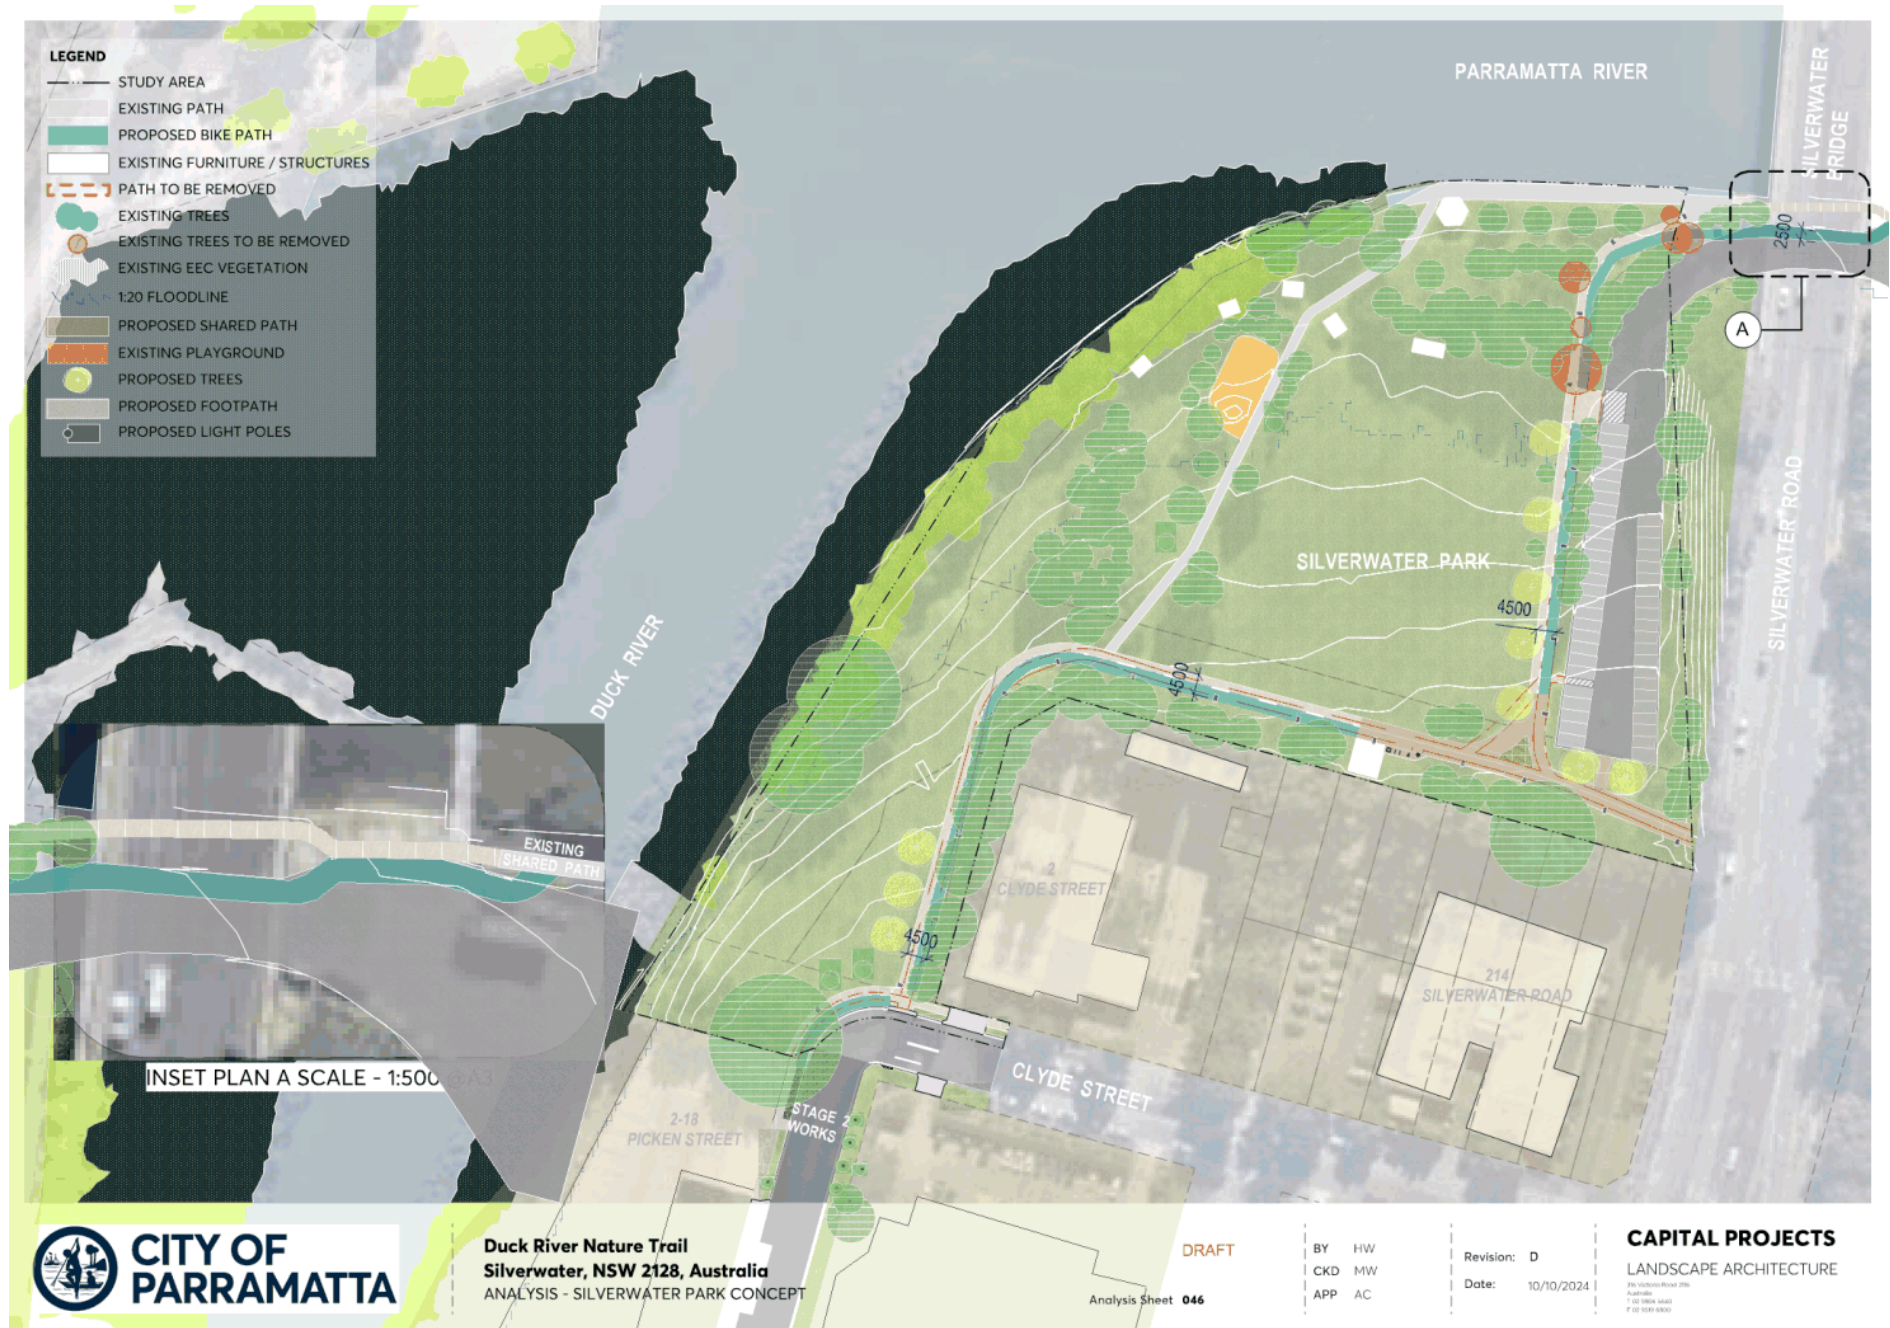 LEGEND
STUDY AREA
EXISTING PATH
PROPOSED BIKE PATH
EXISTING FURNITURE / STRUCTURES
PATH TO BE REMOVED
EXISTING TREES
EXISTING TREES TO BE REMOVED
EXISTING EEC VEGETATION
1:20 FLOODLINE
PROPOSED SHARED PATH
EXISTING PLAYGROUND
PROPOSED TREES
PROPOSED FOOTPATH
PROPOSED LIGHT POLES
PARRAMATTA RIVER
SILVERWATER
BRIDGE
2500
A
SILVERWATER ROAD
SILVERWATER PARK
4500
4500
4500
DUCK RIVER
2
CLYDE STREET
214
SILVERWATER ROAD
CLYDE STREET
STAGE 2
WORKS
2-18
PICKEN STREET
EXISTING
SHARED PATH
INSET PLAN A SCALE - 1:500 @ A3
CITY OF
PARRAMATTA
Duck River Nature Trail
Silverwater, NSW 2128, Australia
ANALYSIS - SILVERWATER PARK CONCEPT
DRAFT
Analysis Sheet 046
BY HW
CKD MW
APP AC
Revision: D
Date: 10/10/2024
CAPITAL PROJECTS
LANDSCAPE ARCHITECTURE
Australia